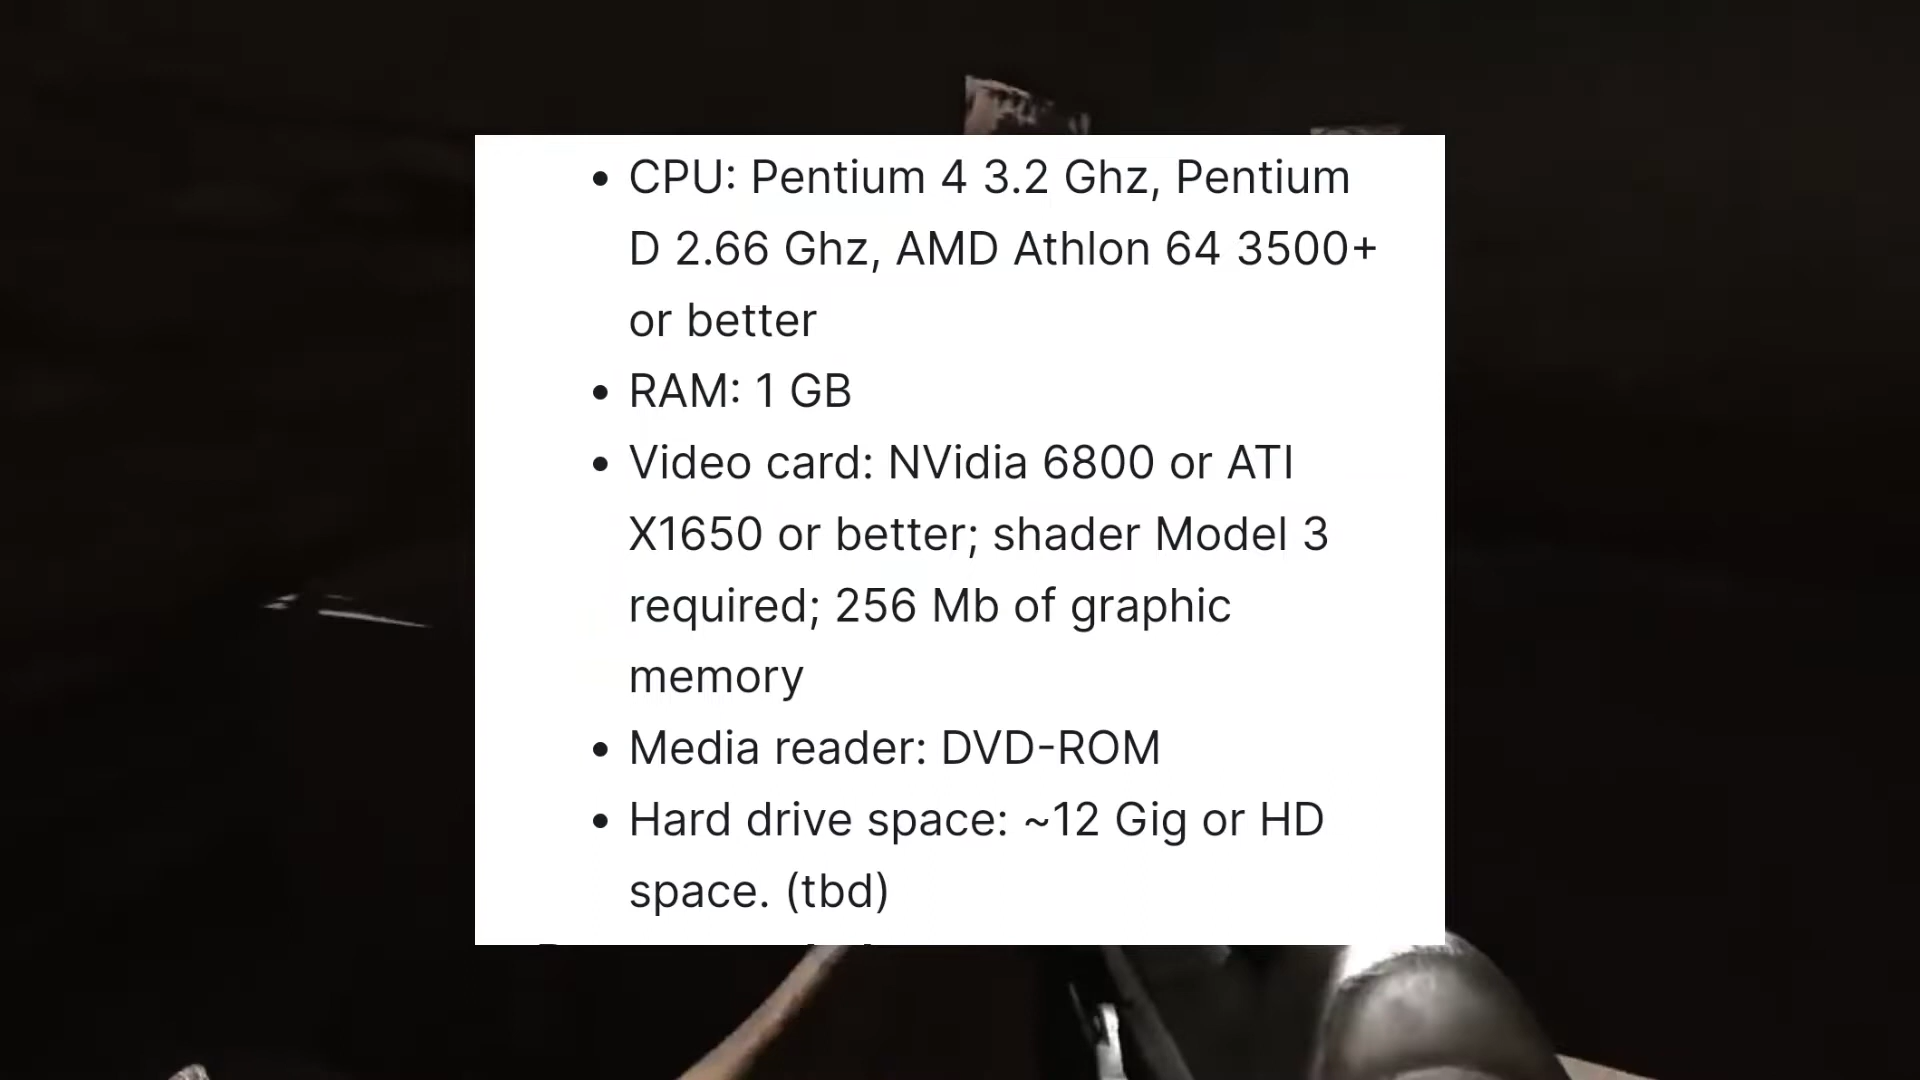 • CPU: Pentium 4 3.2 Ghz, Pentium
D 2.66 Ghz, AMD Athlon 64 3500+
or better
• RAM: 1 GB
• Video card: NVidia 6800 or ATI
X1650 or better; shader Model 3
required; 256 Mb of graphic
memory
• Media reader: DVD-ROM
• Hard drive space: ~12 Gig or HD
space. (tbd)